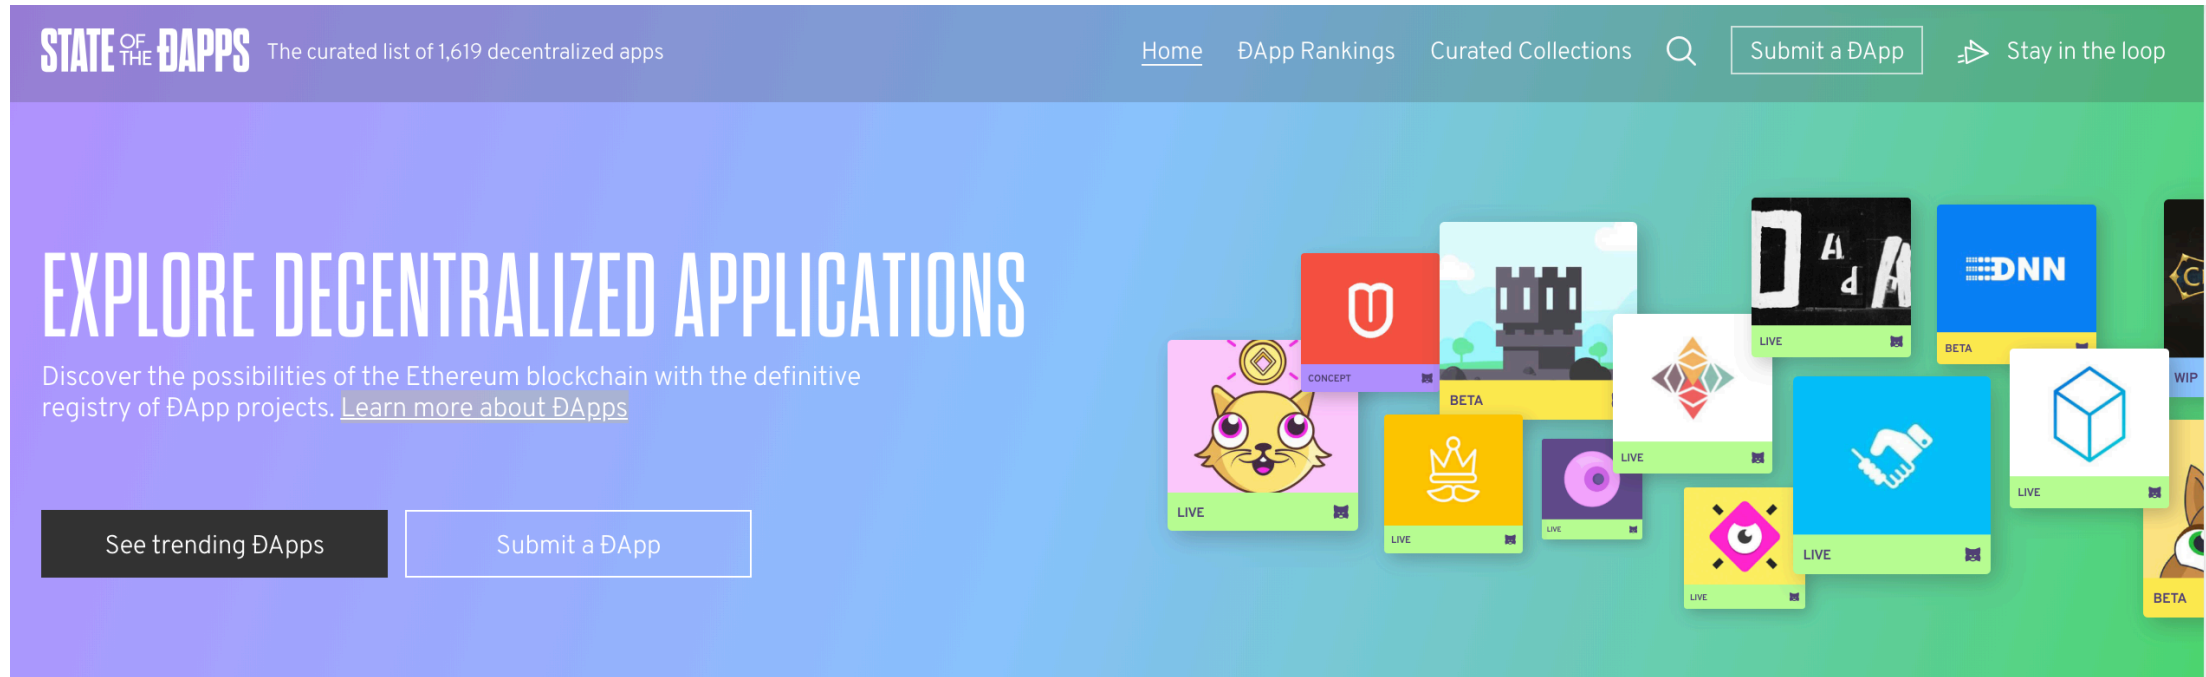 STATE OF THE ĐAPPS
The curated list of 1,619 decentralized apps
Home
ĐApp Rankings
Curated Collections
Submit a ĐApp
Stay in the loop
EXPLORE DECENTRALIZED APPLICATIONS
Discover the possibilities of the Ethereum blockchain with the definitive
registry of ĐApp projects. Learn more about ĐApps
See trending ĐApps
Submit a ĐApp
LIVE
CONCEPT
BETA
LIVE
LIVE
LIVE
DAdA
LIVE
DNN
BETA
LIVE
LIVE
LIVE
WIP
BETA